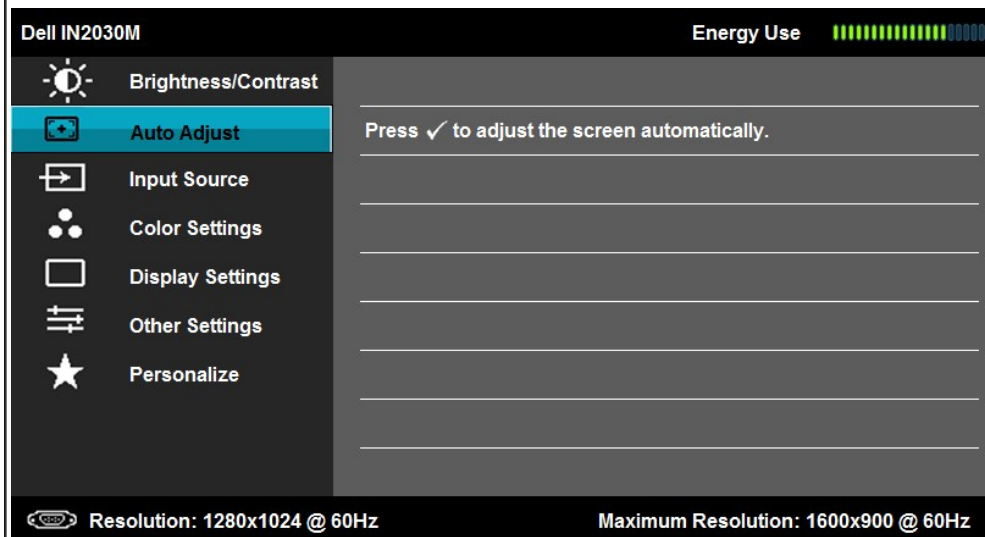 Dell IN2030M
Energy Use
Brightness/Contrast
Auto Adjust
Press ✓ to adjust the screen automatically.
Input Source
Color Settings
Display Settings
Other Settings
Personalize
Resolution: 1280x1024 @ 60Hz
Maximum Resolution: 1600x900 @ 60Hz